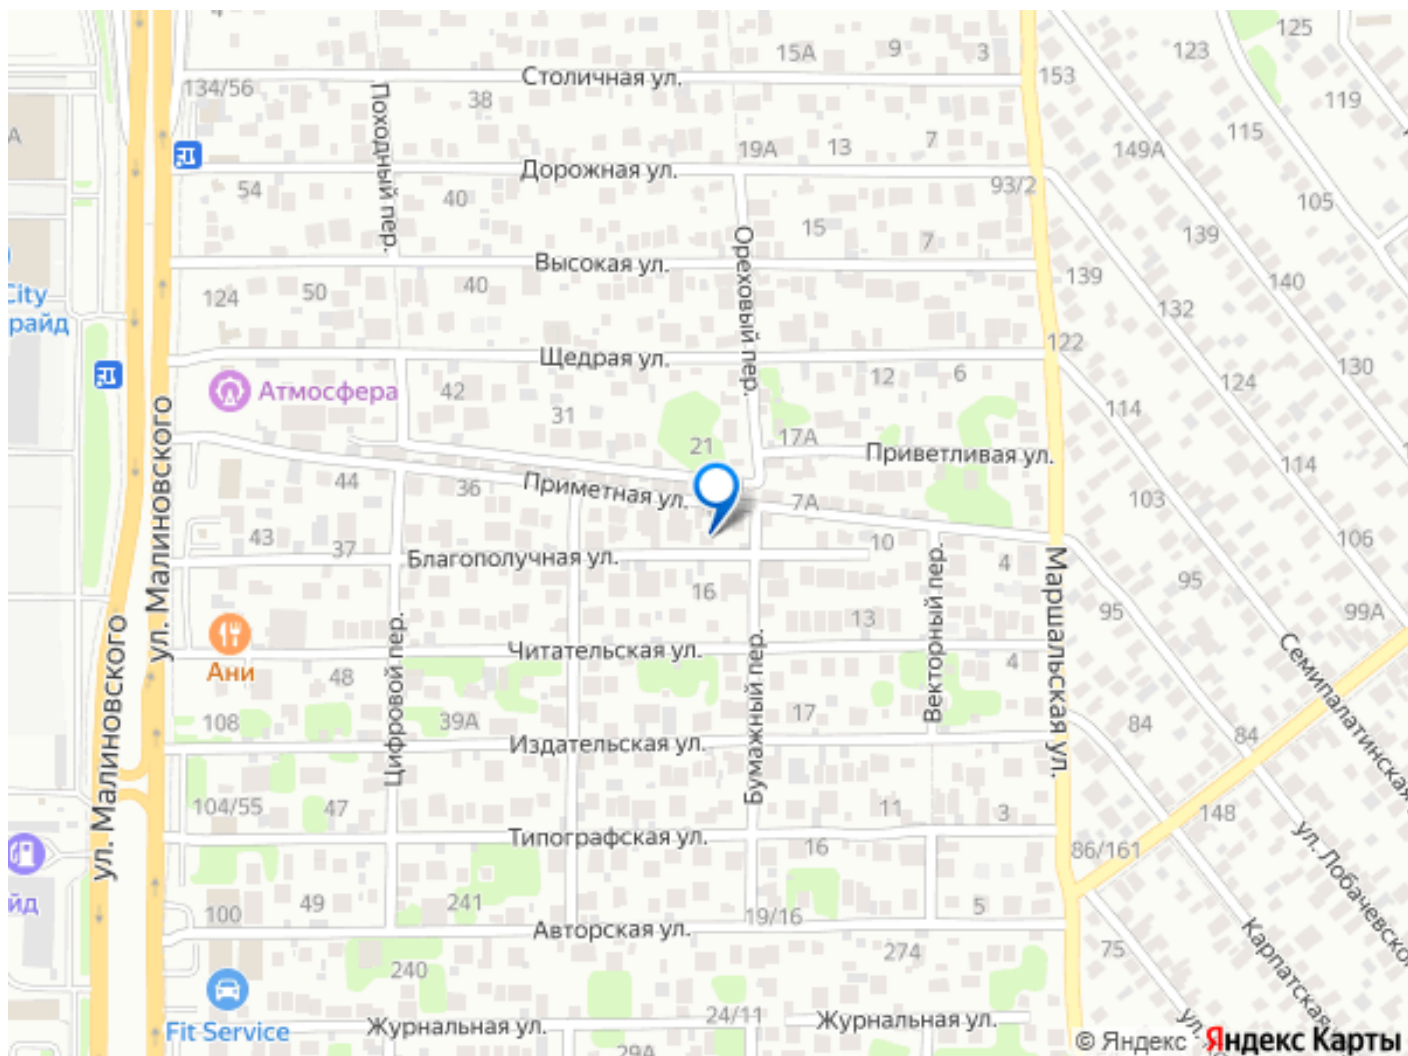 4
15А
9
3
123
125
Столичная ул.
153
134/56
38
119
А
115
Походный пер.
19А
13
7
149А
Дорожная ул.
93/2
54
40
105
15
7
139
Ореховый пер.
Высокая ул.
139
140
124
50
40
132
City
райд
Щедрая ул.
122
130
Атмосфера
42
12
6
124
31
114
21
17А
Приветливая ул.
114
44
36
Приметная ул.
7А
103
43
37
Благополучная ул.
10
4
106
ул. Малиновского
16
95
95
99А
13
Векторный пер.
Маршальская ул.
Ани
Читательская ул.
4
Семипалатинская
48
Цифровой пер.
Бумажный пер.
108
39А
17
84
84
Издательская ул.
ул. Малиновского
104/55
47
11
3
148
Типографская ул.
16
86/161
ул. Лобачевско
йд
100
49
241
19/16
5
Авторская ул.
274
75
Карпатская
240
Fit Service
Журнальная ул.
24/11
Журнальная ул.
ул.
29А
© Яндекс Яндекс Карты